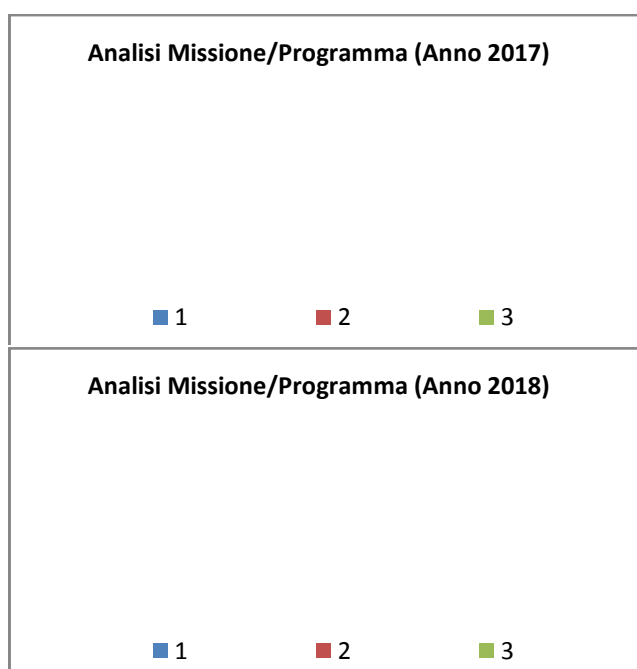 Analisi Missione/Programma (Anno 2017)
1 2 3
Analisi Missione/Programma (Anno 2018)
1 2 3